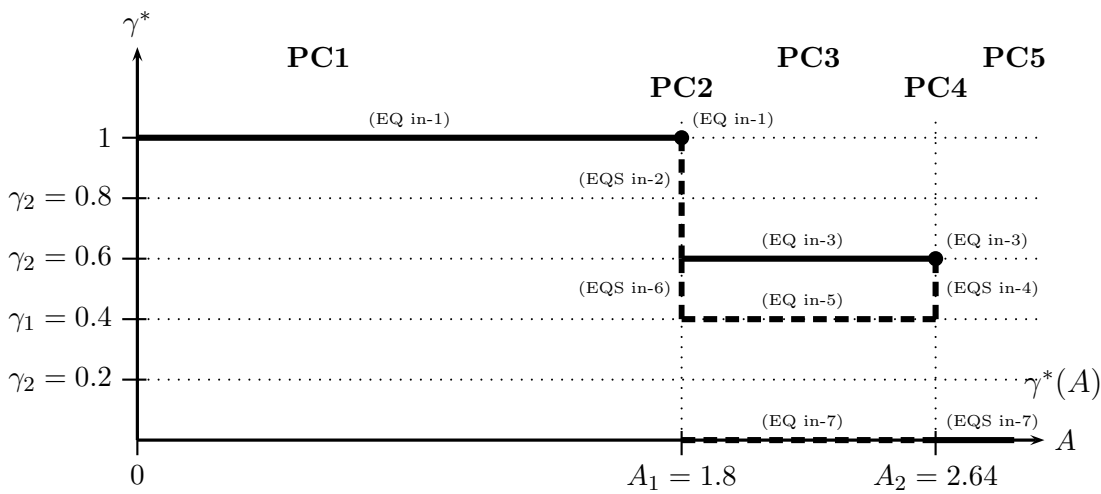 γ*
PC1
PC3
PC5
PC2
PC4
(EQ in-1)
(EQ in-1)
1
(EQS in-2)
γ₂ = 0.8
(EQ in-3)
(EQ in-3)
γ₂ = 0.6
(EQS in-6)
(EQ in-5)
(EQS in-4)
γ₁ = 0.4
γ₂ = 0.2
γ*(A)
(EQ in-7)
(EQS in-7)
A
0
A₁ = 1.8
A₂ = 2.64